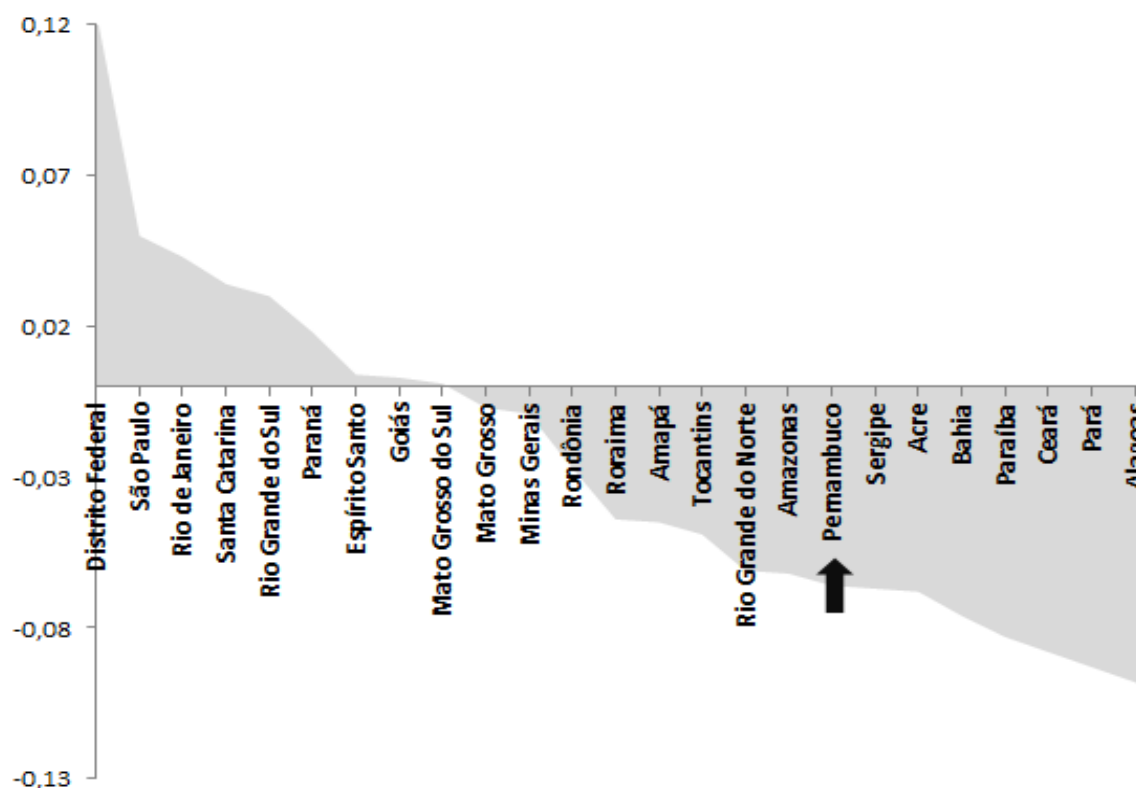 0,12
0,07
0,02
-0,03
-0,08
-0,13
Distrito Federal
São Paulo
Rio de Janeiro
Santa Catarina
Rio Grande do Sul
Paraná
Espírito Santo
Goiás
Mato Grosso do Sul
Mato Grosso
Minas Gerais
Rondônia
Roraima
Amapá
Tocantins
Rio Grande do Norte
Amazonas
Pernambuco
Sergipe
Acre
Bahia
Paraíba
Ceará
Pará
Alagoas